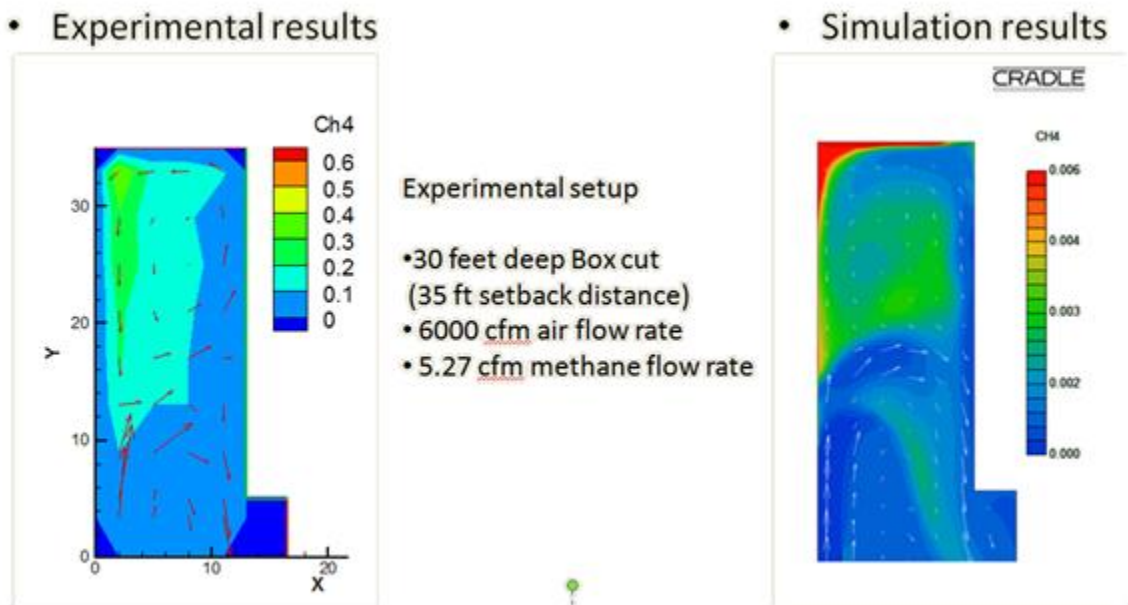 • Experimental results
Ch4
0.6
0.5
0.4
0.3
0.2
0.1
0
30
20
10
0
Y
0
10
20
X
Experimental setup
•30 feet deep Box cut
(35 ft setback distance)
• 6000 cfm air flow rate
• 5.27 cfm methane flow rate
• Simulation results
CRADLE
CH4
0.006
0.004
0.003
0.002
0.000